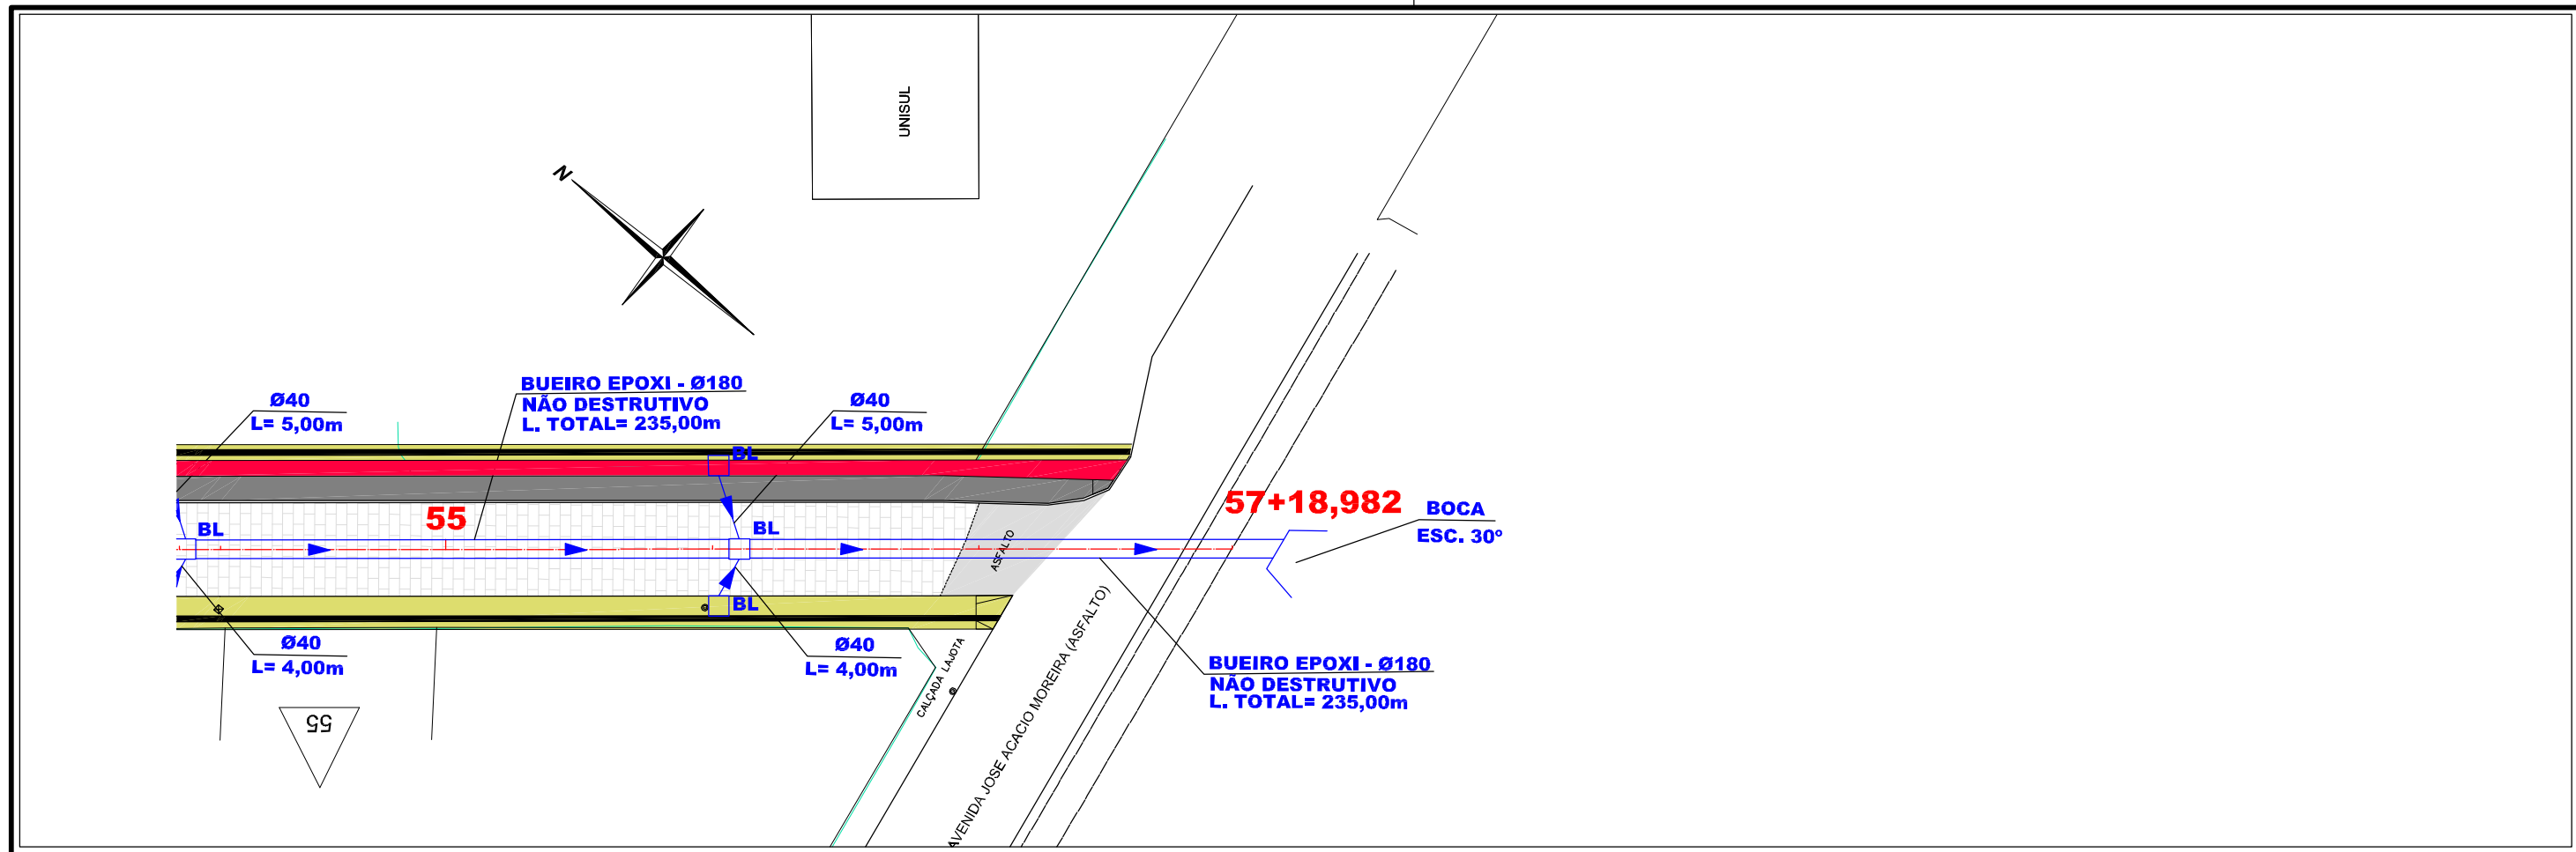 UNISUL
N
BUEIRO EPOXI - Ø180
NÃO DESTRUTIVO
L. TOTAL= 235,00m
Ø40
L= 5,00m
Ø40
L= 5,00m
BL
57+18,982
BOCA
ESC. 30º
55
BL
BL
ASFALTO
BL
Ø40
L= 4,00m
Ø40
L= 4,00m
CALÇADA LAJOTA
AVENIDA JOSE ACACIO MOREIRA (ASFALTO)
BUEIRO EPOXI - Ø180
NÃO DESTRUTIVO
L. TOTAL= 235,00m
55